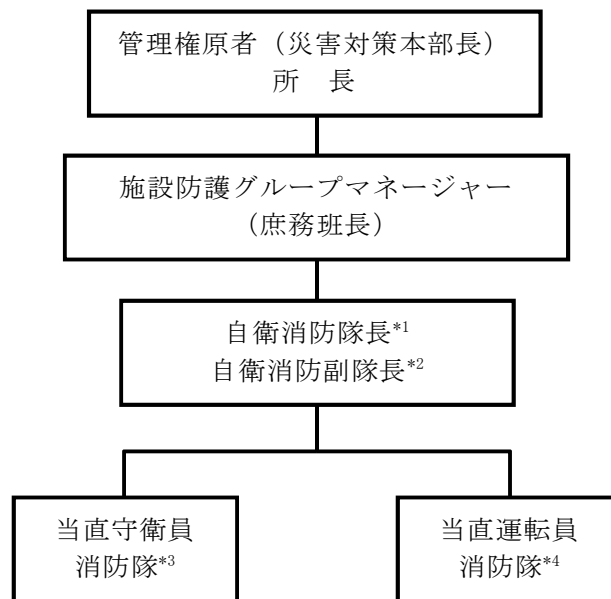 管理権原者（災害対策本部長）
所　長
施設防護グループマネージャー
（庶務班長）
自衛消防隊長*1
自衛消防副隊長*2
当直守衛員
消防隊*3
当直運転員
消防隊*4